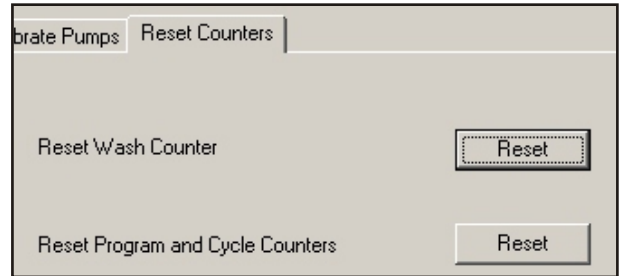 brate Pumps Reset Counters
Reset Wash Counter Reset
Reset Program and Cycle Counters Reset